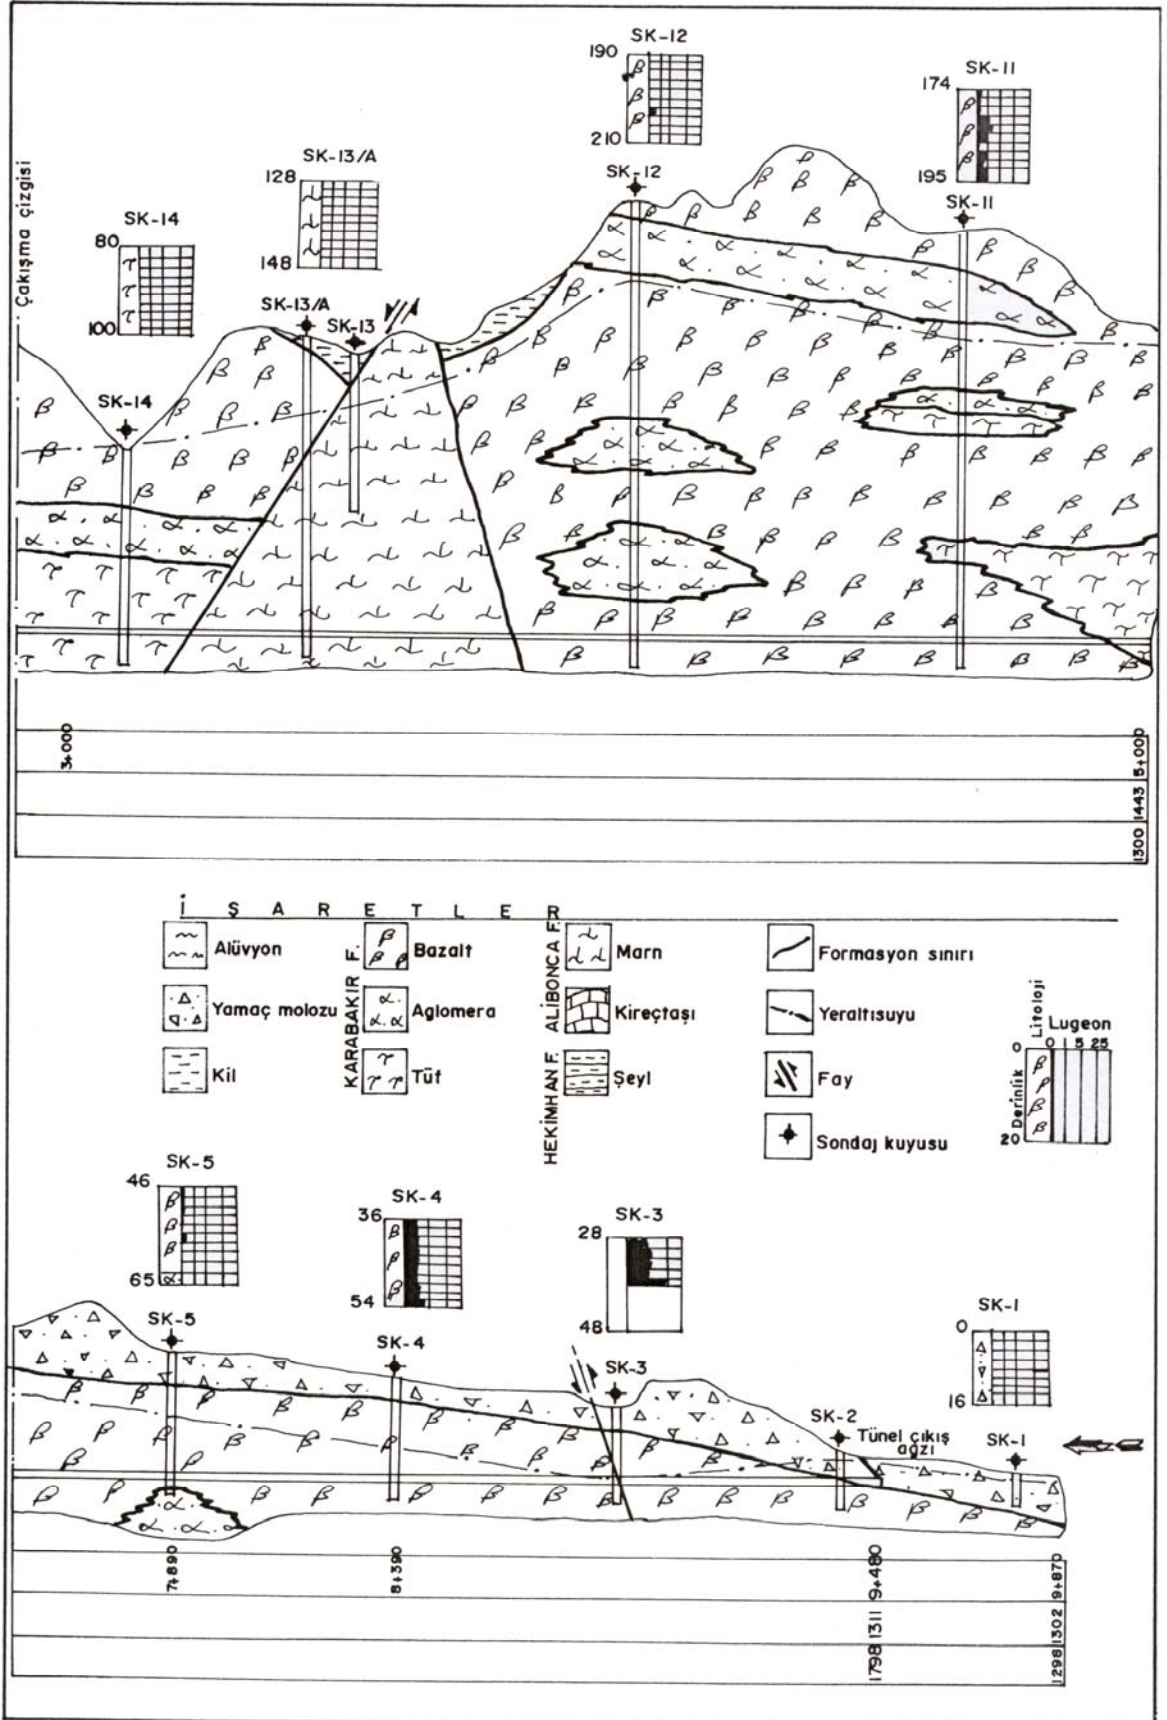 SK-12
190
210
SK-11
174
195
SK-13/A
128
148
SK-14
80
100
Çakışma çizgisi
SK-12
SK-11
SK-13/A
SK-13
SK-14
3+000
5+000
1443
1300
İŞARETLER
Alüvyon
Yamaç molozu
Kil
KARABAKIR F.
Bazalt
Aglomera
Tüf
ALİBONCA F.
Marn
Kireçtaşı
HEKİMHAN F.
Şeyl
Formasyon sınırı
Yeraltısuyu
Fay
Sondaj kuyusu
Litoloji
Lugeon
0 1 5 25
0
Derinlik
20
SK-5
46
65
SK-4
36
54
SK-3
28
48
SK-1
0
16
SK-5
SK-4
SK-3
SK-2
Tünel çıkış
ağzı
SK-1
7+890
8+390
9+480
1311
1798
9+870
1302
1298